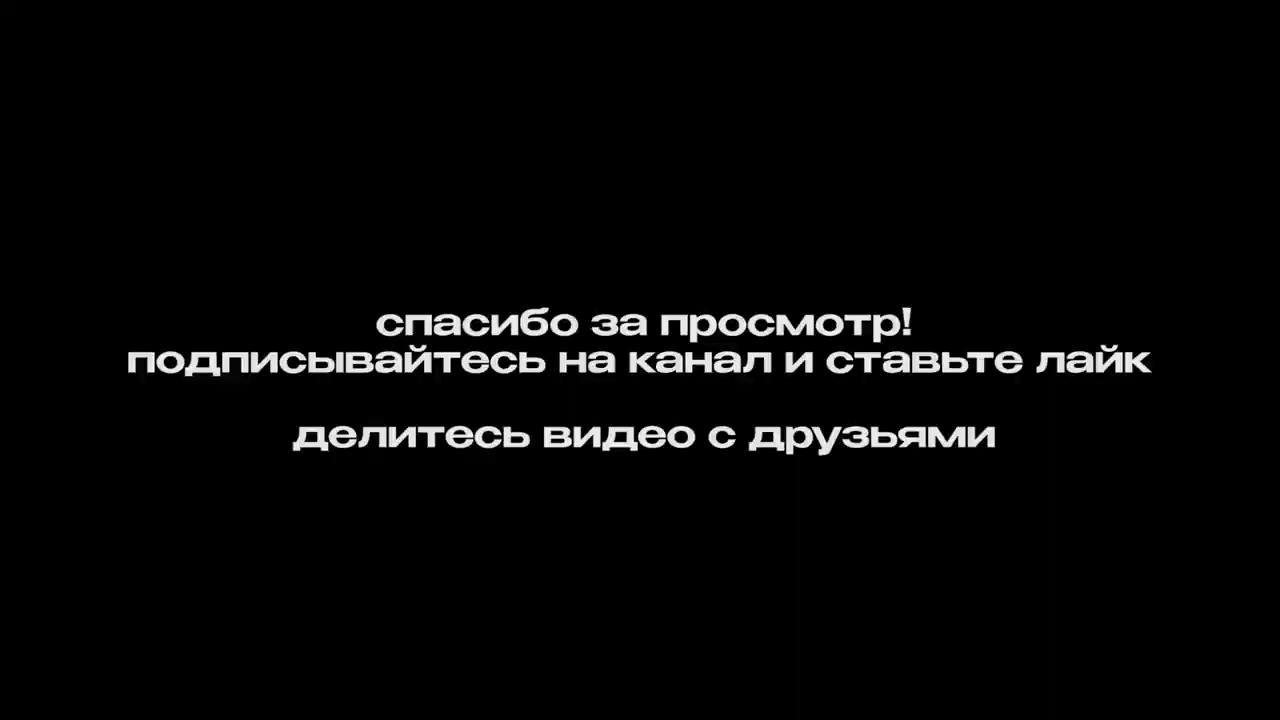 спасибо за просмотр!
подписывайтесь на канал и ставьте лайк
делитесь видео с друзьями